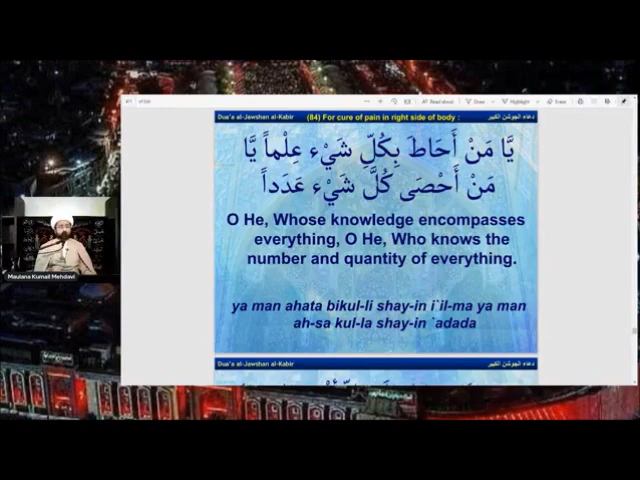 Read aloud Draw Highlight Erase
Dua'a al-Jawshan al-Kabir (84) For cure of pain in right side of body : دعاء الجوشن الكبير
يَّا مَنْ أَحَاطَ بِكُلِّ شَيْءٍ عِلْماً يَّا
مَنْ أَحْصَى كُلَّ شَيْءٍ عَدَداً
O He, Whose knowledge encompasses
everything, O He, Who knows the
number and quantity of everything.
ya man ahata bikul-li shay-in i`il-ma ya man
ah-sa kul-la shay-in `adada
Maulana Kumail Mehdavi
Dua'a al-Jawshan al-Kabir دعاء الجوشن الكبير